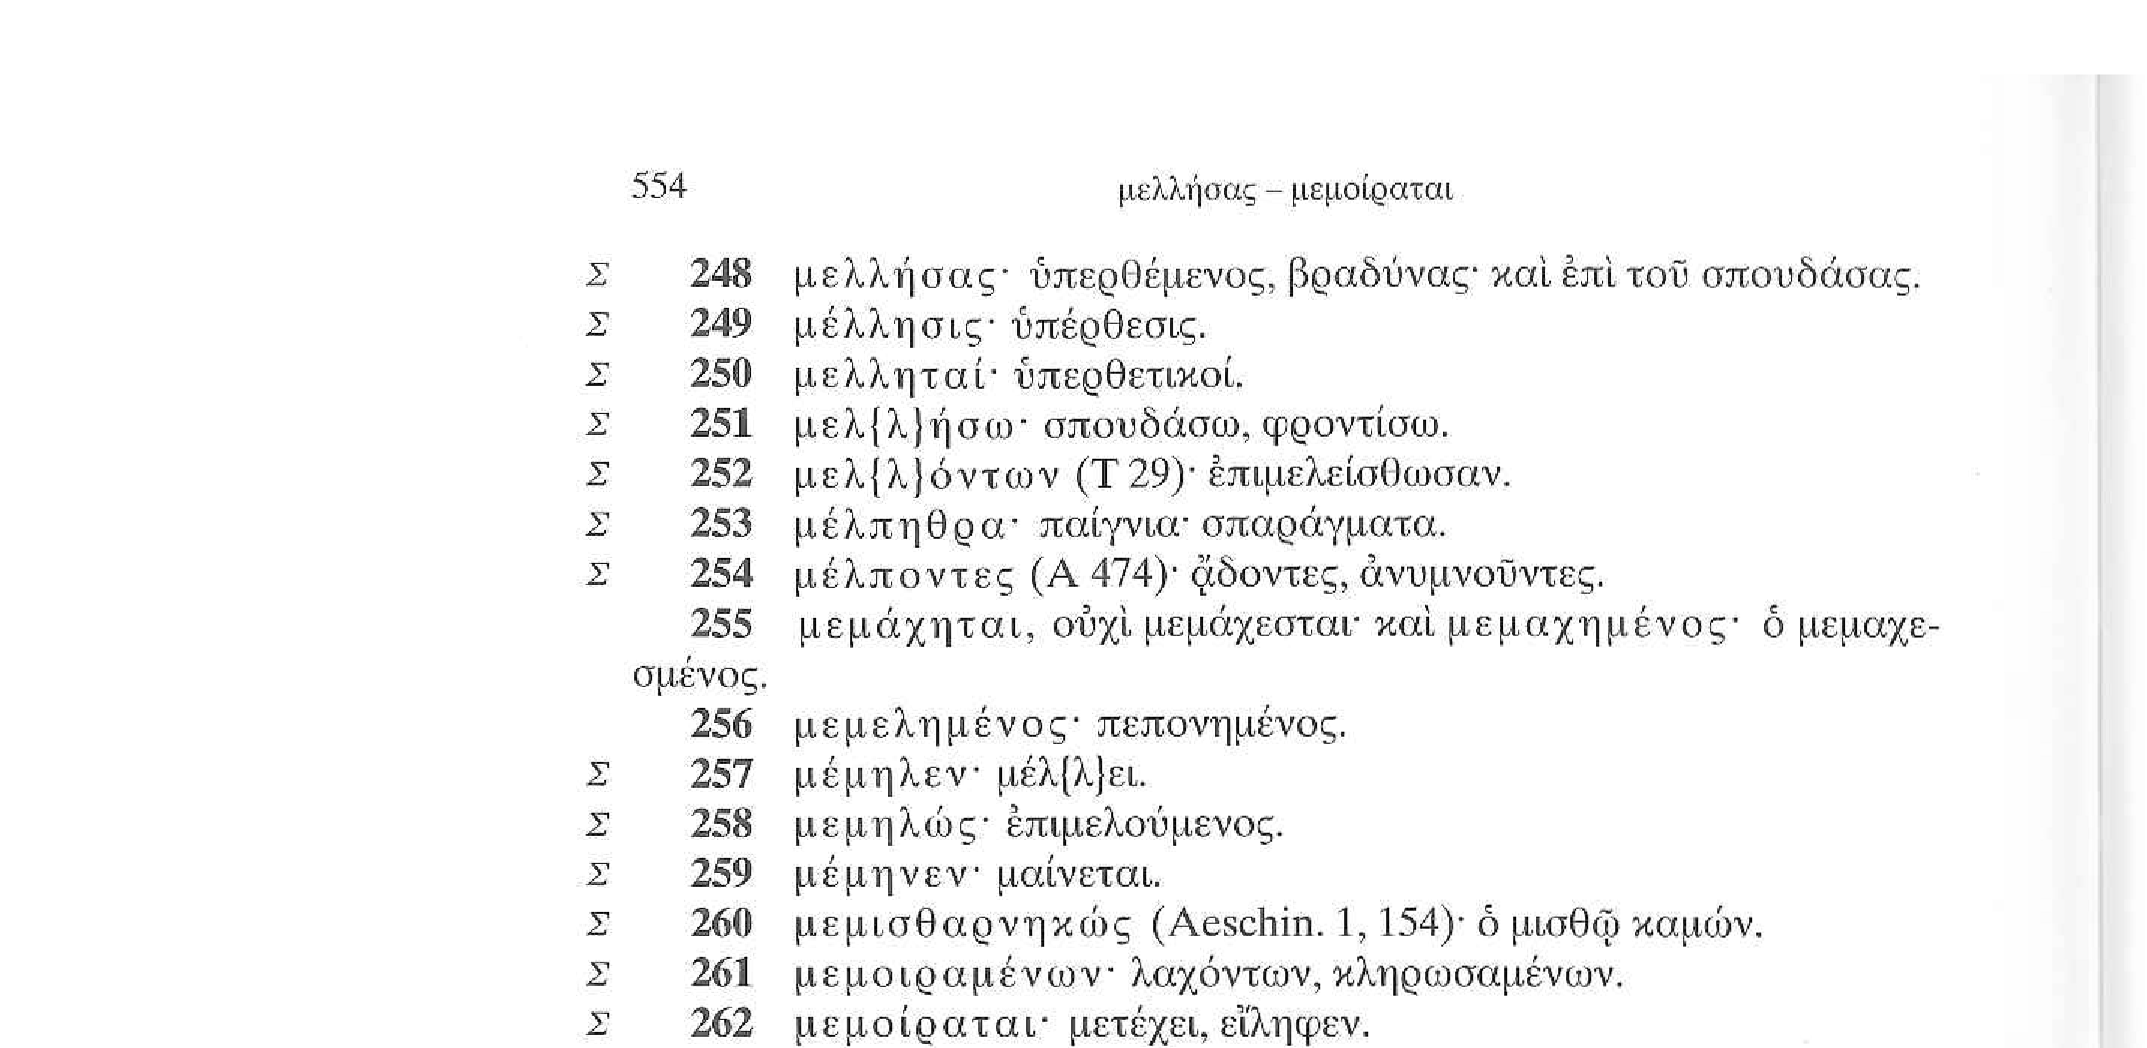 554
μελλήσας – μεμοίραται
Σ 248 μελλήσας· ὑπερθέμενος, βραδύνας· καὶ ἐπὶ τοῦ σπουδάσας.
Σ 249 μέλλησις· ὑπέρθεσις.
Σ 250 μελληταί· ὑπερθετικοί.
Σ 251 μελ{λ}ήσω· σπουδάσω, φροντίσω.
Σ 252 μελ{λ}όντων (Τ 29)· ἐπιμελείσθωσαν.
Σ 253 μέλπηθρα· παίγνια· σπαράγματα.
Σ 254 μέλποντες (Α 474)· ᾄδοντες, ἀνυμνοῦντες.
255 μεμάχηται, οὐχὶ μεμάχεσται· καὶ μεμαχημένος· ὁ μεμαχε-
σμένος.
256 μεμελημένος· πεπονημένος.
Σ 257 μέμηλεν· μέλ{λ}ει.
Σ 258 μεμηλώς· ἐπιμελούμενος.
Σ 259 μέμηνεν· μαίνεται.
Σ 260 μεμισθαρνηκώς (Aeschin. 1, 154)· ὁ μισθῷ καμών.
Σ 261 μεμοιραμένων· λαχόντων, κληρωσαμένων.
Σ 262 μεμοίραται· μετέχει, εἴληφεν.